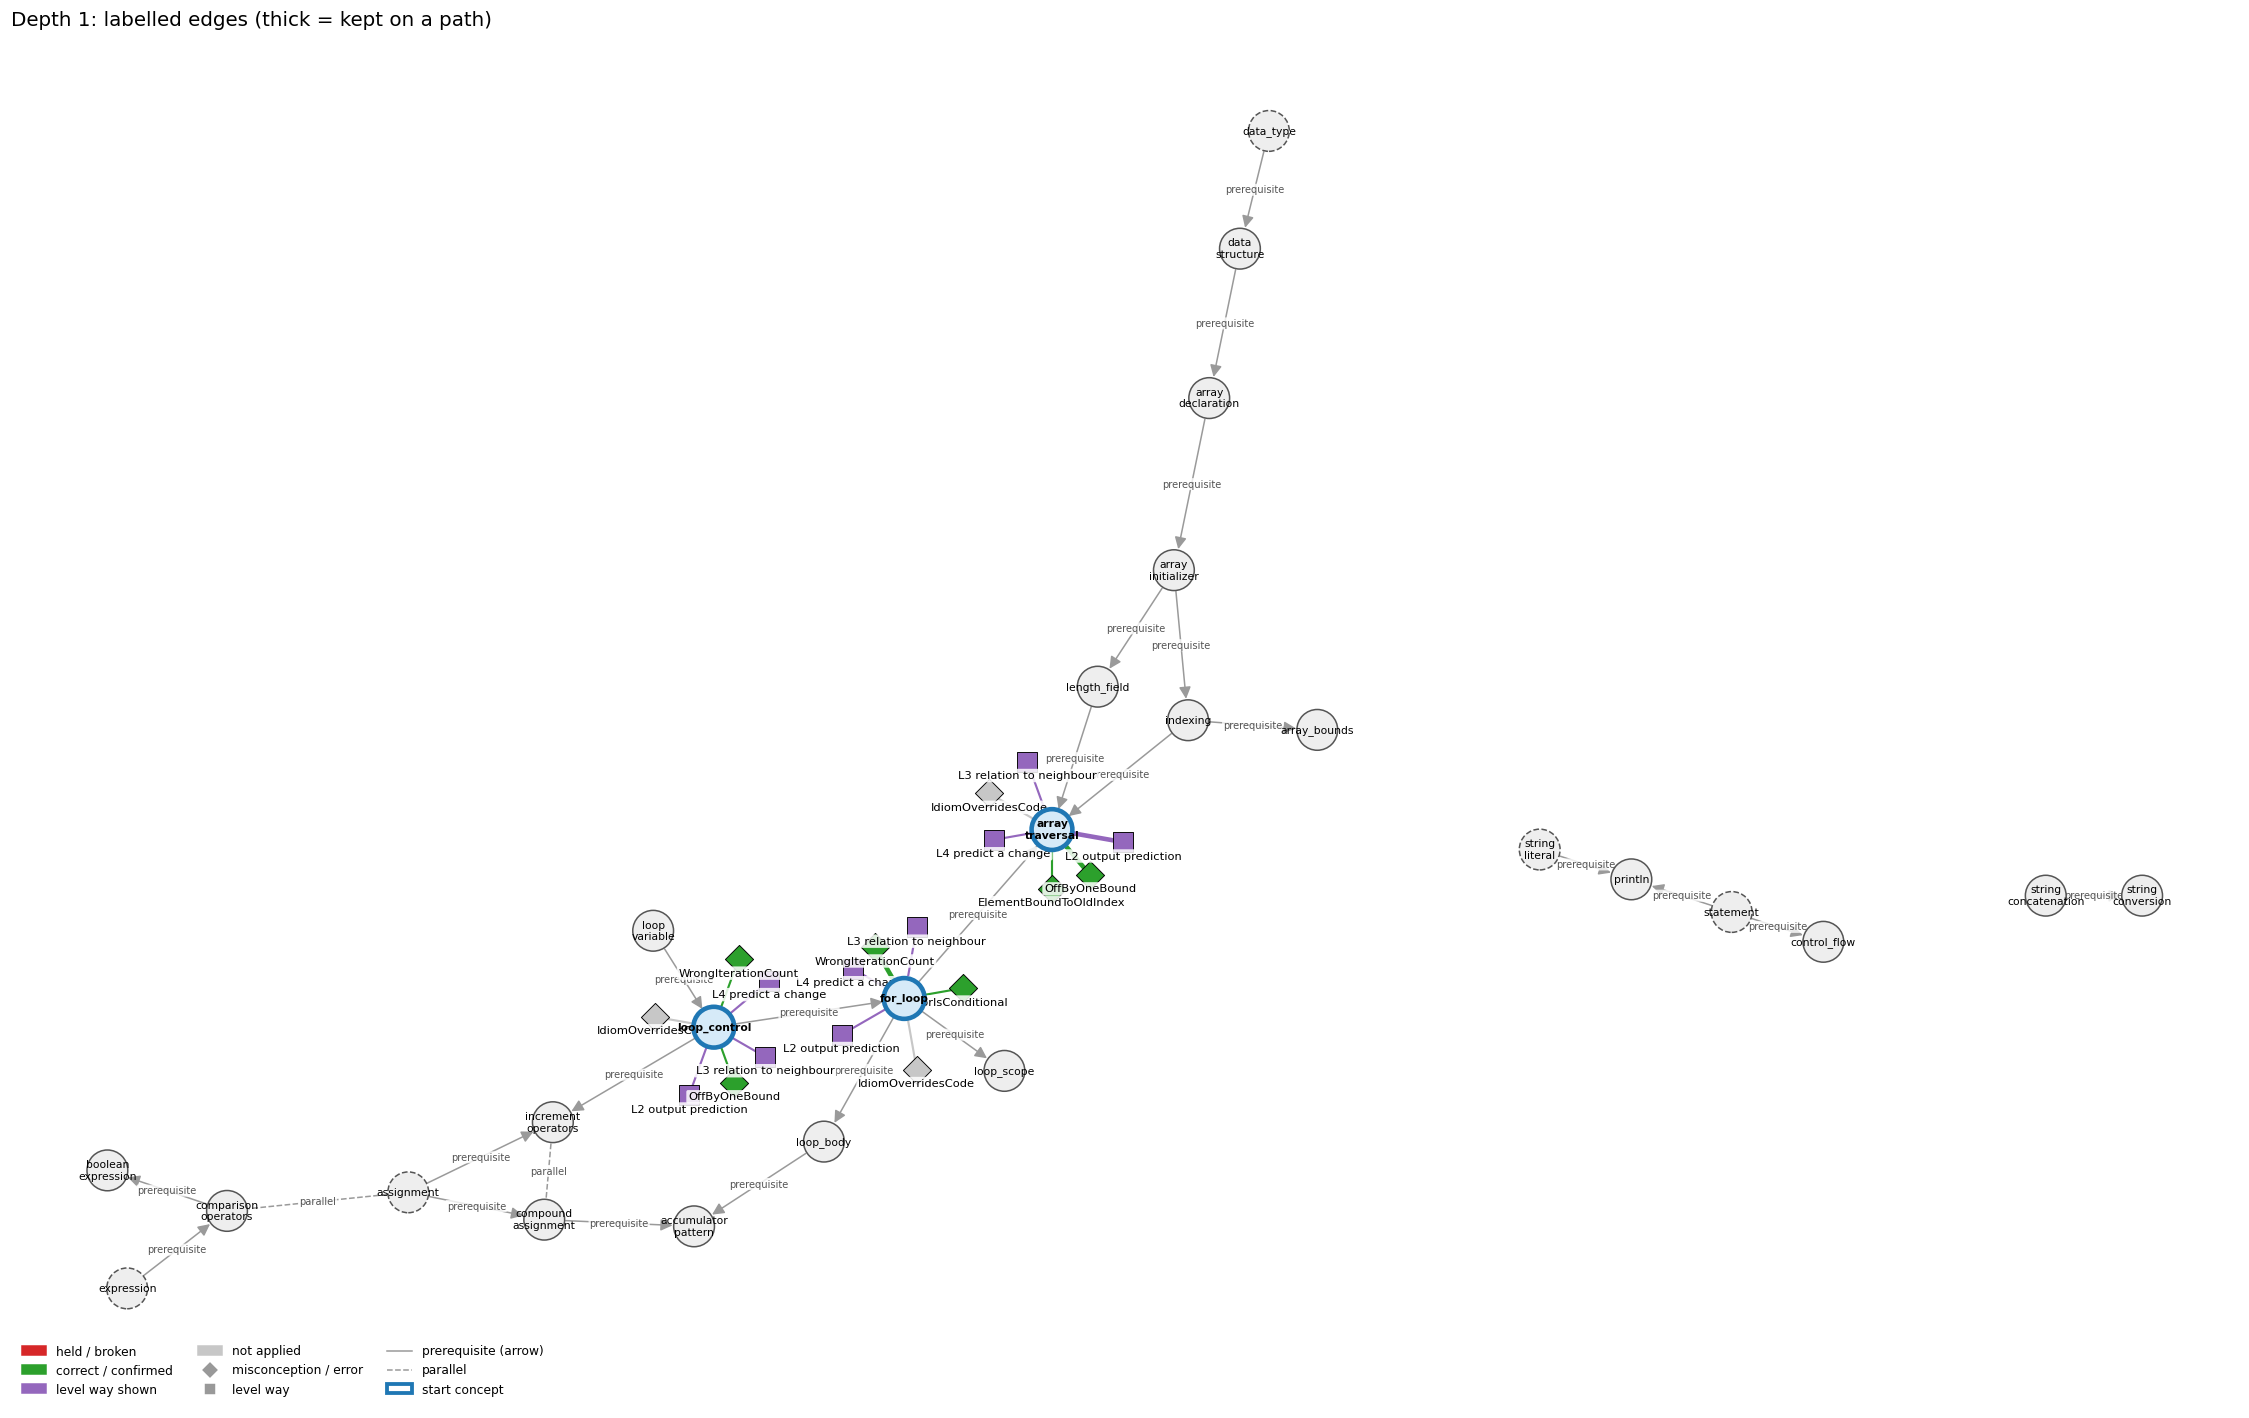 Depth 1: labelled edges (thick = kept on a path)
data_type
prerequisite
data
structure
prerequisite
array
declaration
prerequisite
array
initializer
prerequisite
prerequisite
length_field
indexing
prerequisite
array_bounds
prerequisite
prerequisite
L3 relation to neighbour
IdiomOverridesCode
array
traversal
L4 predict a change
L2 output prediction
OffByOneBound
ElementBoundToOldIndex
prerequisite
string
literal
prerequisite
println
prerequisite
statement
prerequisite
control_flow
string
concatenation
prerequisite
string
conversion
loop
variable
prerequisite
WrongIterationCount
L4 predict a change
IdiomOverridesC
loop_control
prerequisite
L3 relation to neighbour
OffByOneBound
L2 output prediction
L3 relation to neighbour
WrongIterationCount
L4 predict a cha
for_loop
rIsConditional
L2 output prediction
prerequisite
loop_scope
prerequisite
IdiomOverridesCode
prerequisite
increment
operators
prerequisite
parallel
loop_body
prerequisite
boolean
expression
prerequisite
comparison
operators
parallel
assignment
prerequisite
compound
assignment
prerequisite
accumulator
pattern
prerequisite
expression
held / broken
correct / confirmed
level way shown
not applied
misconception / error
level way
prerequisite (arrow)
parallel
start concept